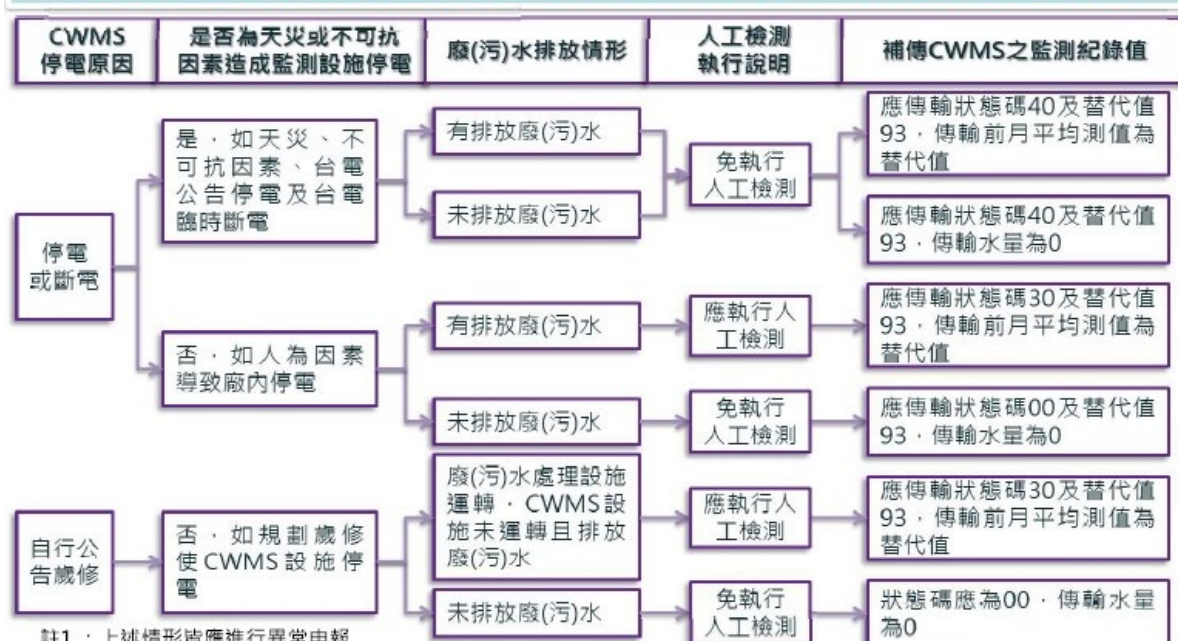 CWMS
停電原因
是否為天災或不可抗
因素造成監測設施停電
廢(污)水排放情形
人工檢測
執行說明
補傳CWMS之監測紀錄值
停電
或斷電
是，如天災、不
可抗因素、台電
公告停電及台電
臨時斷電
有排放廢(污)水
未排放廢(污)水
免執行
人工檢測
應傳輸狀態碼40及替代值
93，傳輸前月平均測值為
替代值
應傳輸狀態碼40及替代值
93，傳輸水量為0
否，如人為因素
導致廠內停電
有排放廢(污)水
應執行人
工檢測
應傳輸狀態碼30及替代值
93，傳輸前月平均測值為
替代值
未排放廢(污)水
免執行
人工檢測
應傳輸狀態碼00及替代值
93，傳輸水量為0
自行公
告歲修
否，如規劃歲修
使CWMS設施停
電
廢(污)水處理設施
運轉，CWMS設
施未運轉且排放
廢(污)水
應執行人
工檢測
應傳輸狀態碼30及替代值
93，傳輸前月平均測值為
替代值
未排放廢(污)水
免執行
人工檢測
狀態碼應為00，傳輸水量
為0
註1：上述情形皆應進行異常申報